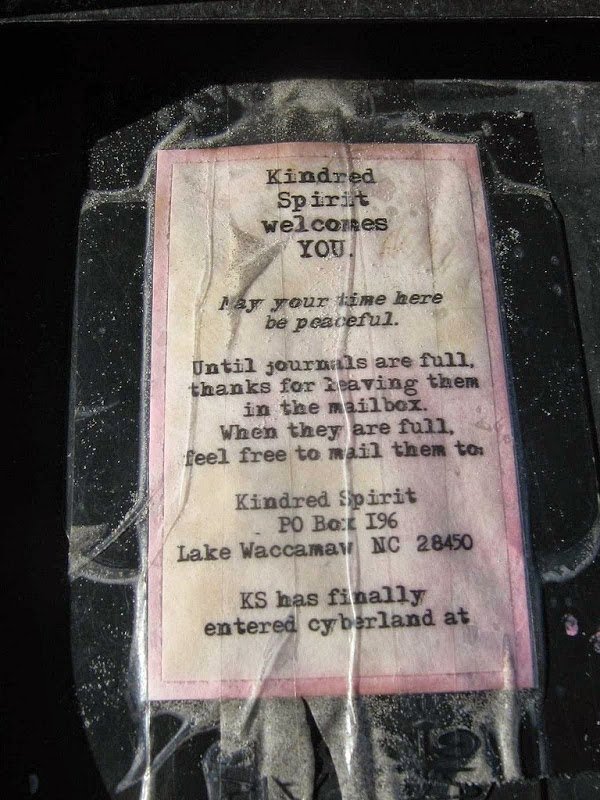 Kindred
Spirit
welcomes
YOU.
May your time here
be peaceful.
Until journals are full,
thanks for leaving them
in the mailbox.
When they are full,
feel free to mail them to:
Kindred Spirit
PO Box 196
Lake Waccamaw NC 28450
KS has finally
entered cyberland at